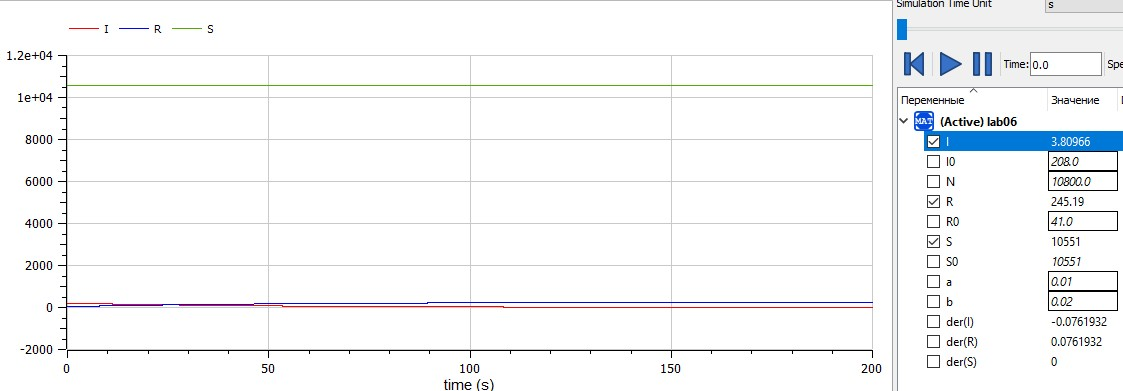 Simulation Time Unit s
I R S
Time: 0.0 Spe
Переменные Значение
MAT (Active) lab06
I 3.80966
I0 208.0
N 10800.0
R 245.19
R0 41.0
S 10551
S0 10551
a 0.01
b 0.02
der(I) -0.0761932
der(R) 0.0761932
der(S) 0
1.2e+04
1e+04
8000
6000
4000
2000
0
-2000
0 50 100 150 200
time (s)